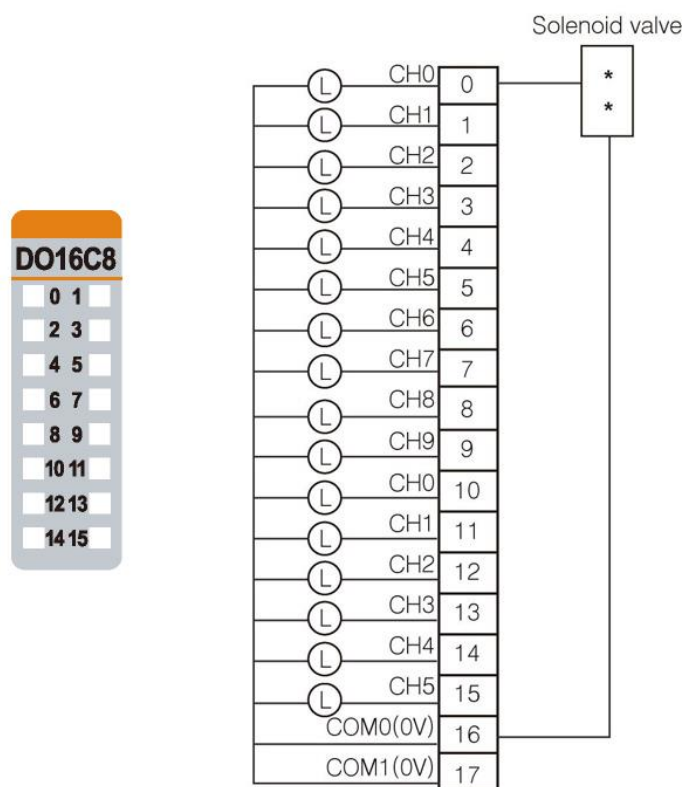 Solenoid valve
*
*
L CH0 0
L CH1 1
L CH2 2
L CH3 3
L CH4 4
L CH5 5
L CH6 6
L CH7 7
L CH8 8
L CH9 9
L CH0 10
L CH1 11
L CH2 12
L CH3 13
L CH4 14
L CH5 15
COM0(0V) 16
COM1(0V) 17
DO16C8
0 1
2 3
4 5
6 7
8 9
10 11
12 13
14 15